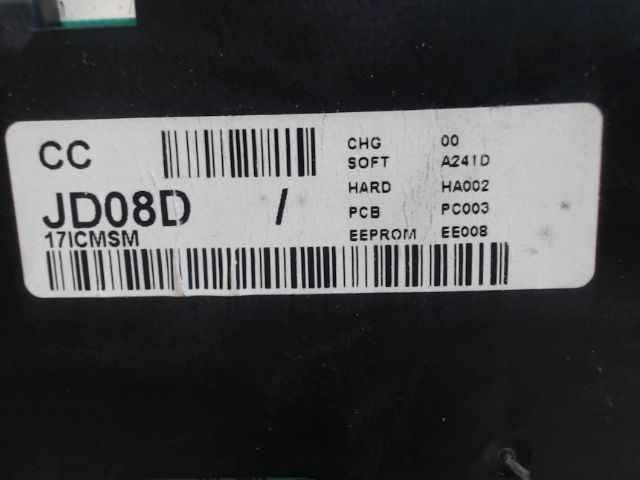 CC
JD08D /
17ICMSM
CHG 00
SOFT A241D
HARD HA002
PCB PC003
EEPROM EE008